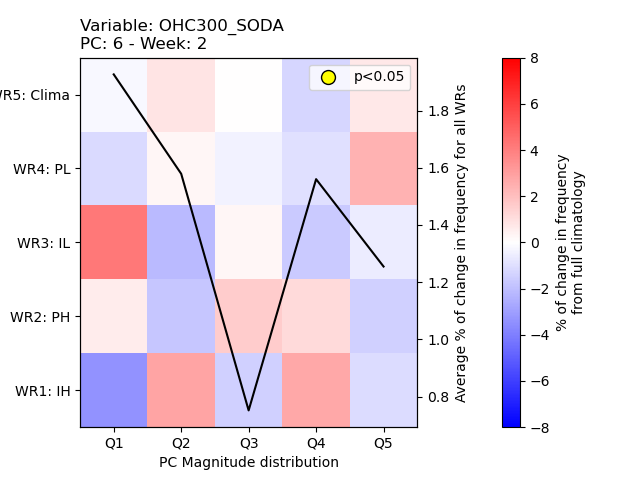 Variable: OHC300_SODA
PC: 6 - Week: 2
p<0.05
WR5: Clima
WR4: PL
WR3: IL
WR2: PH
WR1: IH
Q1
Q2
Q3
Q4
Q5
PC Magnitude distribution
1.8
1.6
1.4
1.2
1.0
0.8
Average % of change in frequency for all WRs
8
6
4
2
0
−2
−4
−6
−8
% of change in frequency
from full climatology